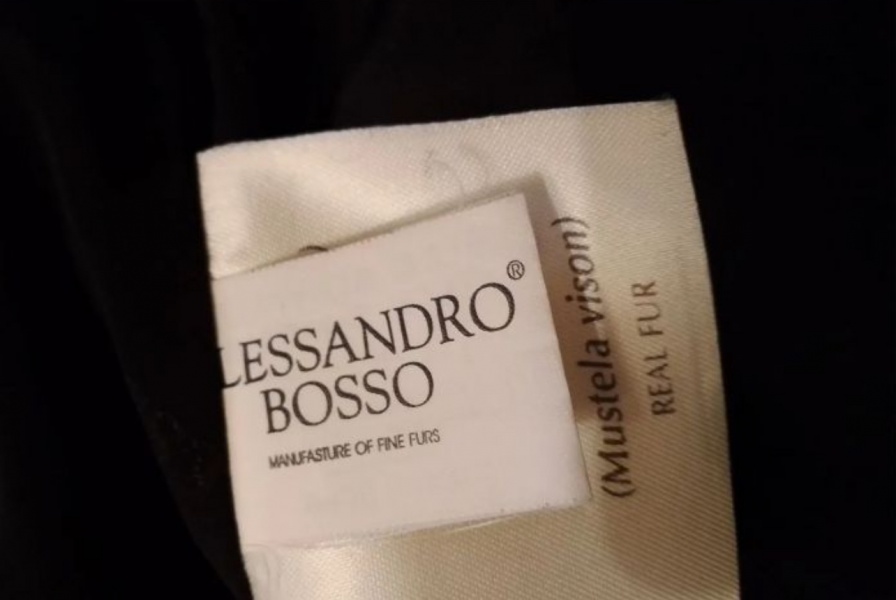 LESSANDRO®
BOSSO
MANUFASTURE OF FINE FURS
(Mustela vison)
REAL FUR